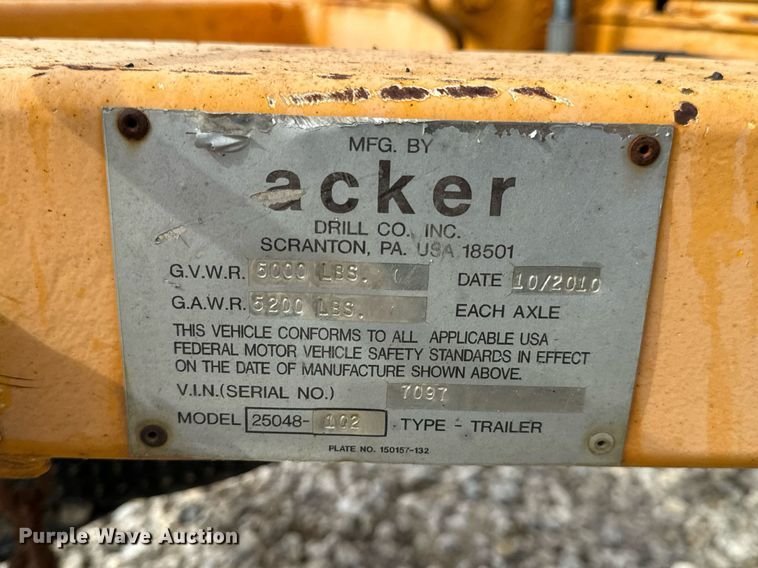 MFG. BY
acker
DRILL CO. INC.
SCRANTON, PA. USA 18501
G.V.W.R. 5000 LBS. DATE 10/2010
G.A.W.R. 5200 LBS. EACH AXLE
THIS VEHICLE CONFORMS TO ALL APPLICABLE USA
FEDERAL MOTOR VEHICLE SAFETY STANDARDS IN EFFECT
ON THE DATE OF MANUFACTURE SHOWN ABOVE.
V.I.N.(SERIAL NO.) 7097
MODEL 25048-102 TYPE - TRAILER
PLATE NO. 150157-132
Purple Wave Auction